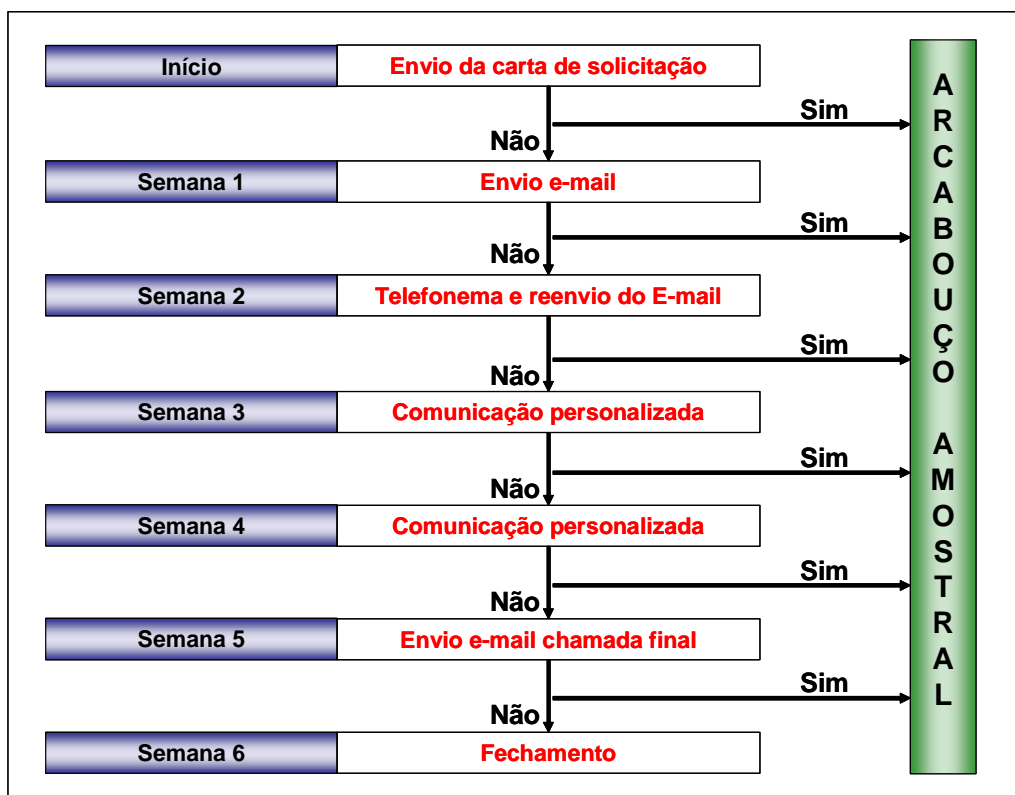 Início
Envio da carta de solicitação
Sim
Não
Semana 1
Envio e-mail
Sim
Não
Semana 2
Telefonema e reenvio do E-mail
Sim
Não
Semana 3
Comunicação personalizada
Sim
Não
Semana 4
Comunicação personalizada
Sim
Não
Semana 5
Envio e-mail chamada final
Sim
Não
Semana 6
Fechamento
ARCABOUÇO AMOSTRAL